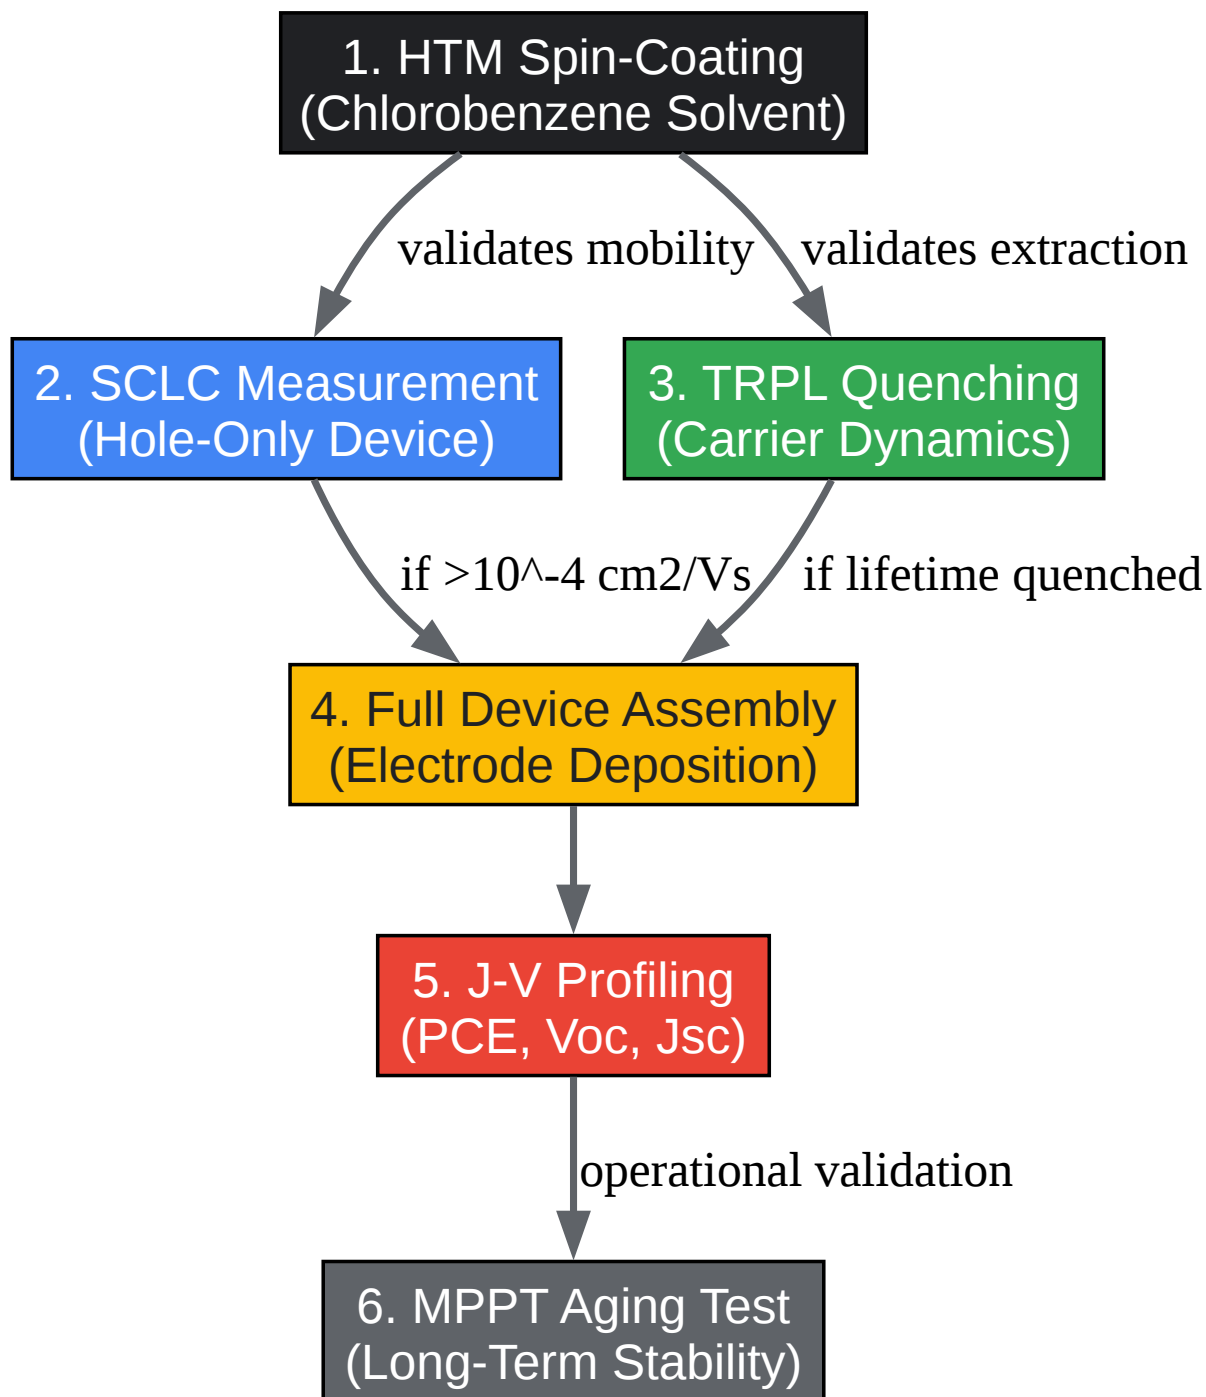 1. HTM Spin-Coating
(Chlorobenzene Solvent)
validates mobility
validates extraction
2. SCLC Measurement
(Hole-Only Device)
3. TRPL Quenching
(Carrier Dynamics)
if >10^-4 cm2/Vs
if lifetime quenched
4. Full Device Assembly
(Electrode Deposition)
5. J-V Profiling
(PCE, Voc, Jsc)
operational validation
6. MPPT Aging Test
(Long-Term Stability)